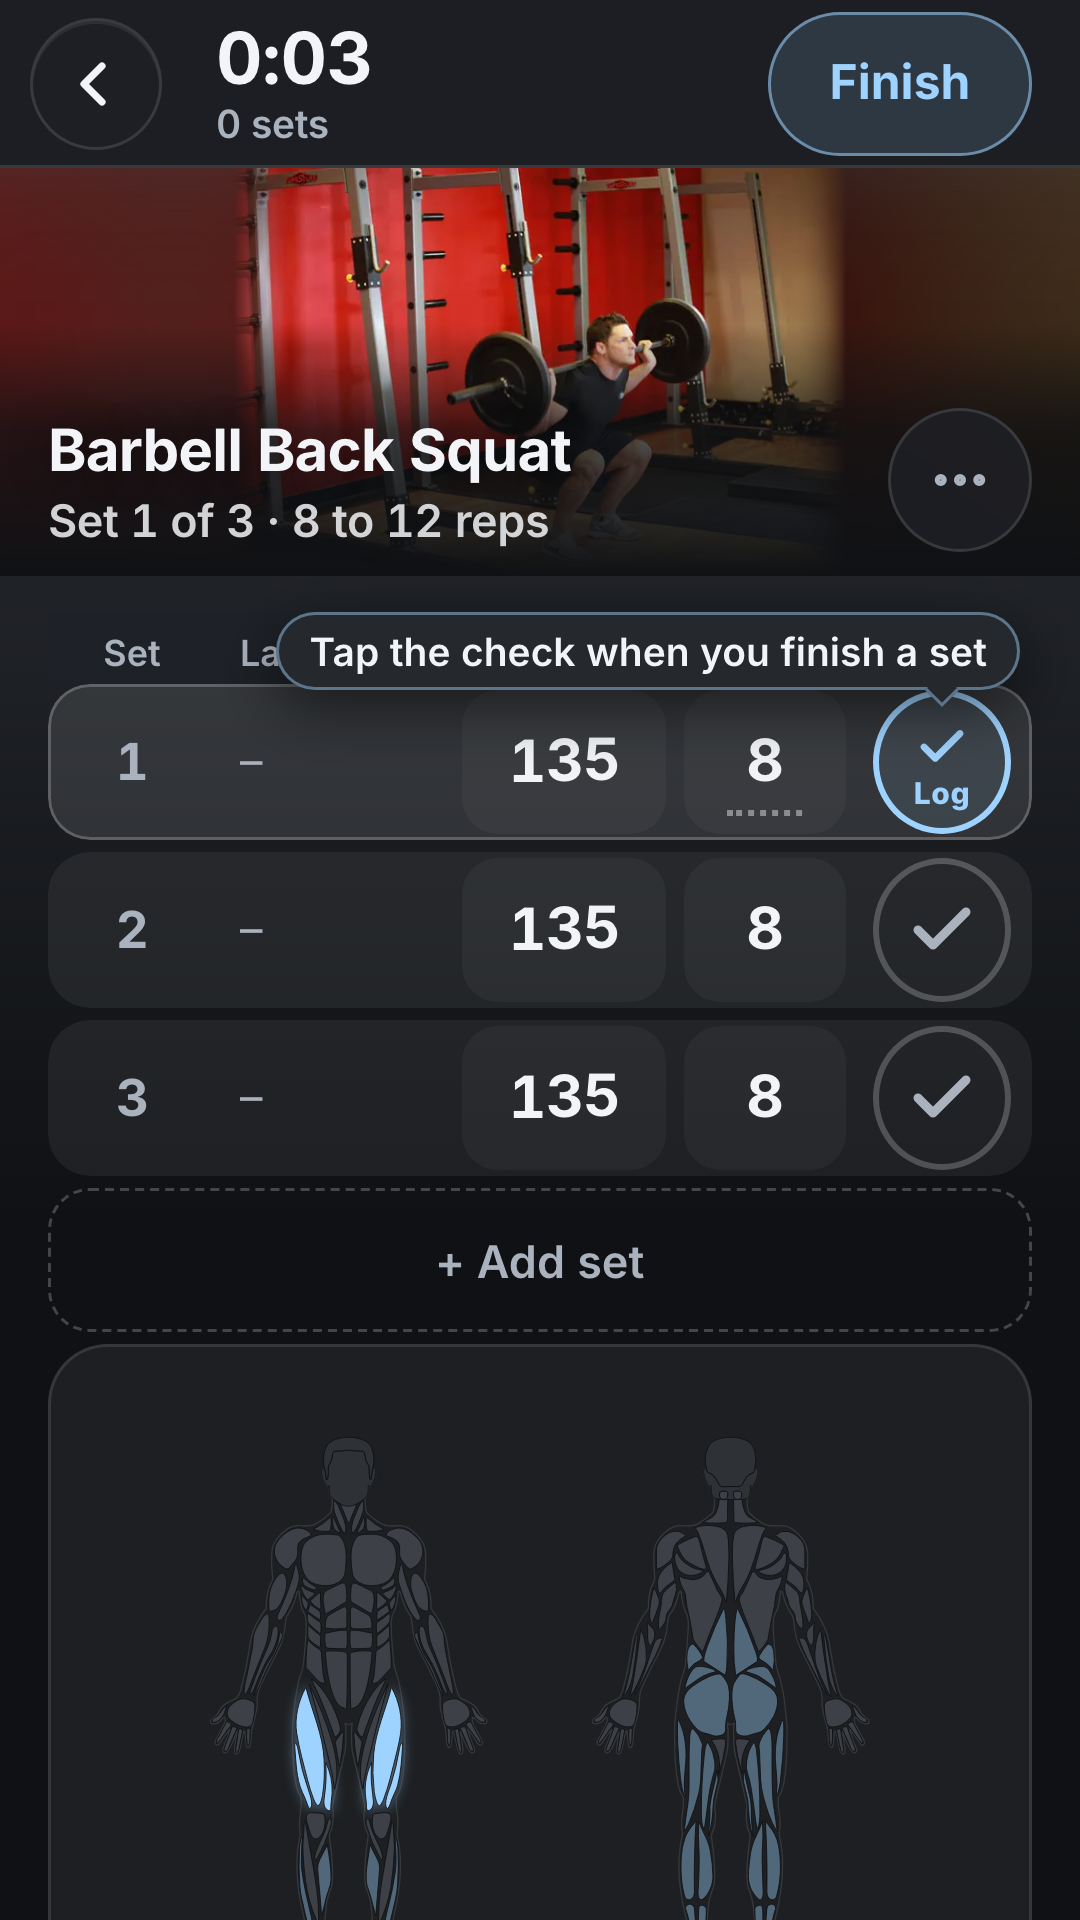 0:03
0 sets
Finish
Barbell Back Squat
Set 1 of 3 · 8 to 12 reps
Set
Tap the check when you finish a set
1 – 135 8 Log
2 – 135 8
3 – 135 8
+ Add set